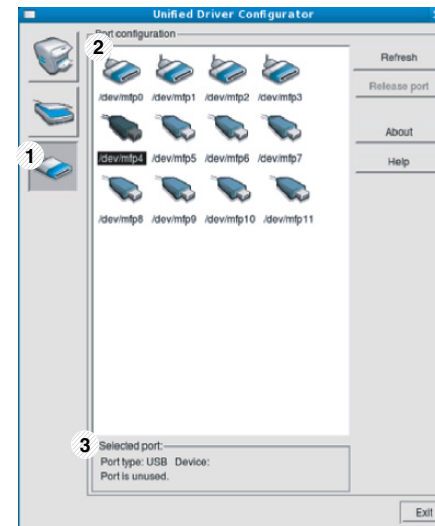 Unified Driver Configurator
Port configuration
2
/dev/mfp0 /dev/mfp1 /dev/mfp2 /dev/mfp3
/dev/mfp4 /dev/mfp5 /dev/mfp6 /dev/mfp7
/dev/mfp8 /dev/mfp9 /dev/mfp10 /dev/mfp11
Refresh
Release port
About
Help
1
3
Selected port:
Port type: USB Device:
Port is unused.
Exit